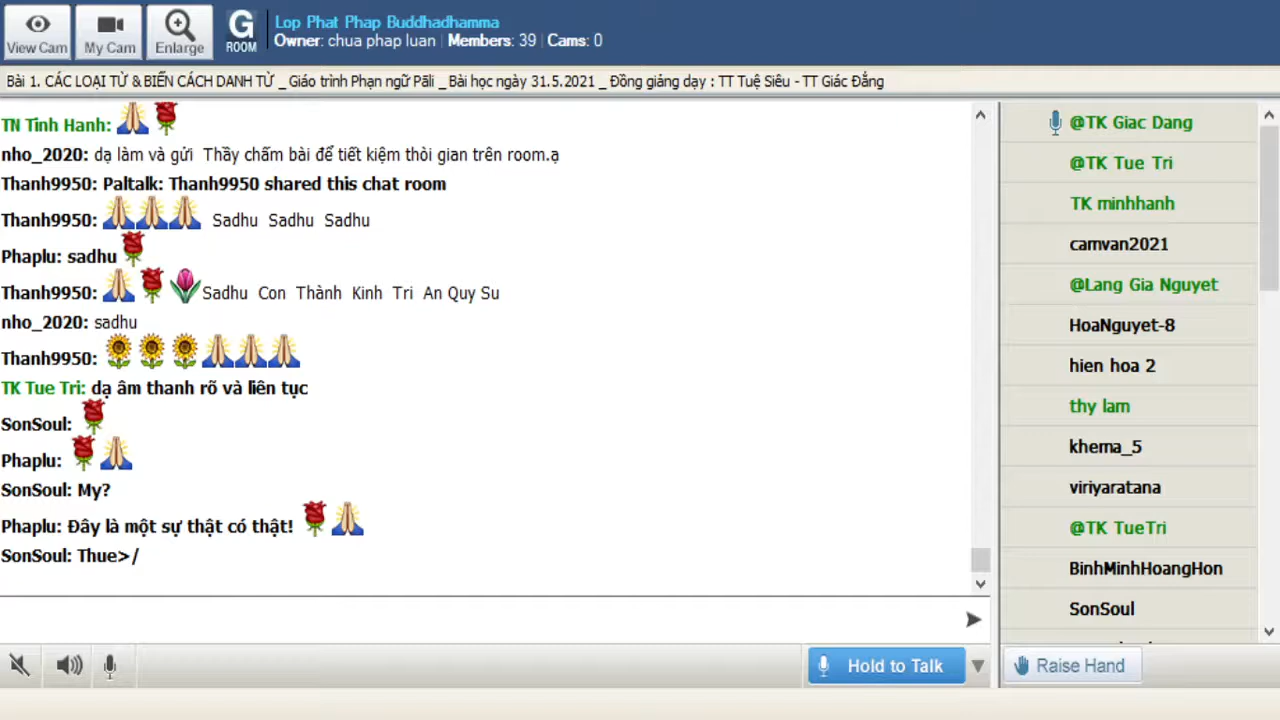 View Cam
My Cam
Enlarge
G
ROOM
Lop Phat Phap Buddhadhamma
Owner: chua phap luan | Members: 39 | Cams: 0
Bài 1. CÁC LOẠI TỪ & BIẾN CÁCH DANH TỪ _ Giáo trình Phạn ngữ Pāli _ Bài học ngày 31.5.2021 _ Đồng giảng dạy : TT Tuệ Siêu - TT Giác Đẳng
TN Tinh Hanh:
nho_2020: dạ làm và gửi Thầy chấm bài để tiết kiệm thòi gian trên room.ạ
Thanh9950: Paltalk: Thanh9950 shared this chat room
Thanh9950: Sadhu Sadhu Sadhu
Phaplu: sadhu
Thanh9950: Sadhu Con Thành Kinh Tri An Quy Su
nho_2020: sadhu
Thanh9950:
TK Tue Tri: dạ âm thanh rõ và liên tục
SonSoul:
Phaplu:
SonSoul: My?
Phaplu: Đây là một sự thật có thật!
SonSoul: Thue>/
@TK Giac Dang
@TK Tue Tri
TK minhhanh
camvan2021
@Lang Gia Nguyet
HoaNguyet-8
hien hoa 2
thy lam
khema_5
viriyaratana
@TK TueTri
BinhMinhHoangHon
SonSoul
Hold to Talk
Raise Hand